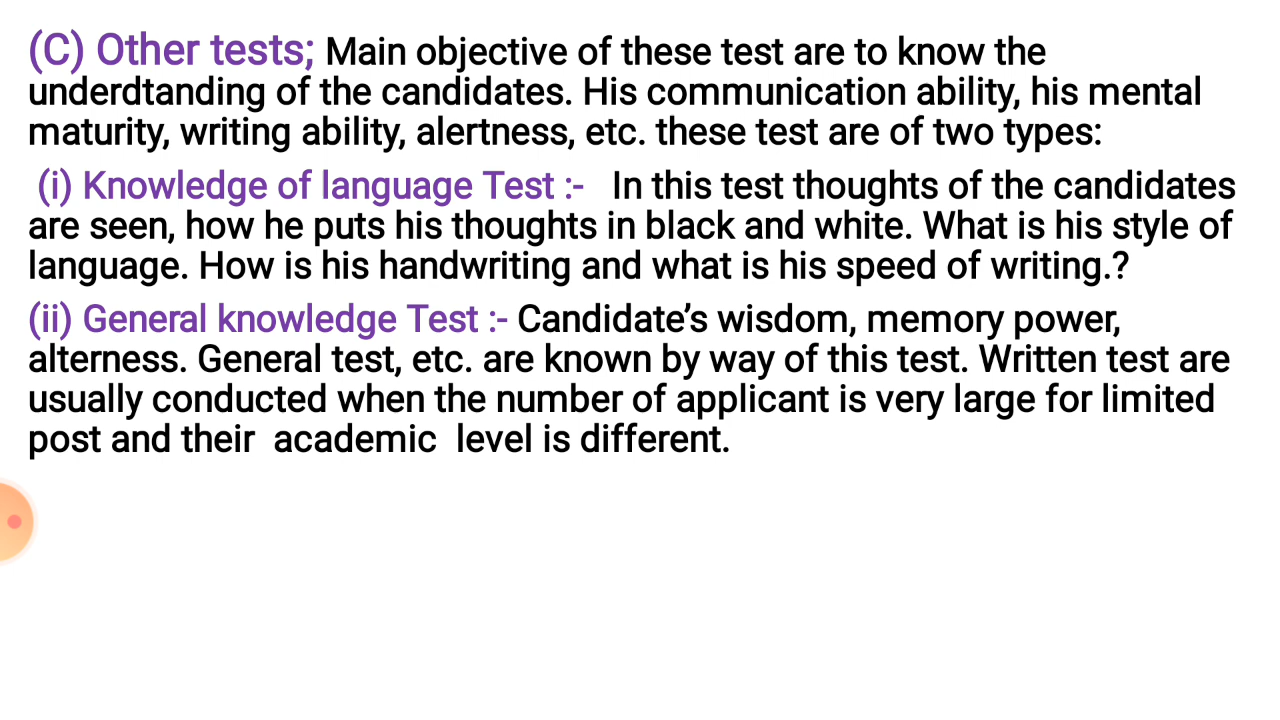 (C) Other tests; Main objective of these test are to know the
underdtanding of the candidates. His communication ability, his mental
maturity, writing ability, alertness, etc. these test are of two types:
(i) Knowledge of language Test :- In this test thoughts of the candidates
are seen, how he puts his thoughts in black and white. What is his style of
language. How is his handwriting and what is his speed of writing.?
(ii) General knowledge Test :- Candidate’s wisdom, memory power,
alterness. General test, etc. are known by way of this test. Written test are
usually conducted when the number of applicant is very large for limited
post and their academic level is different.